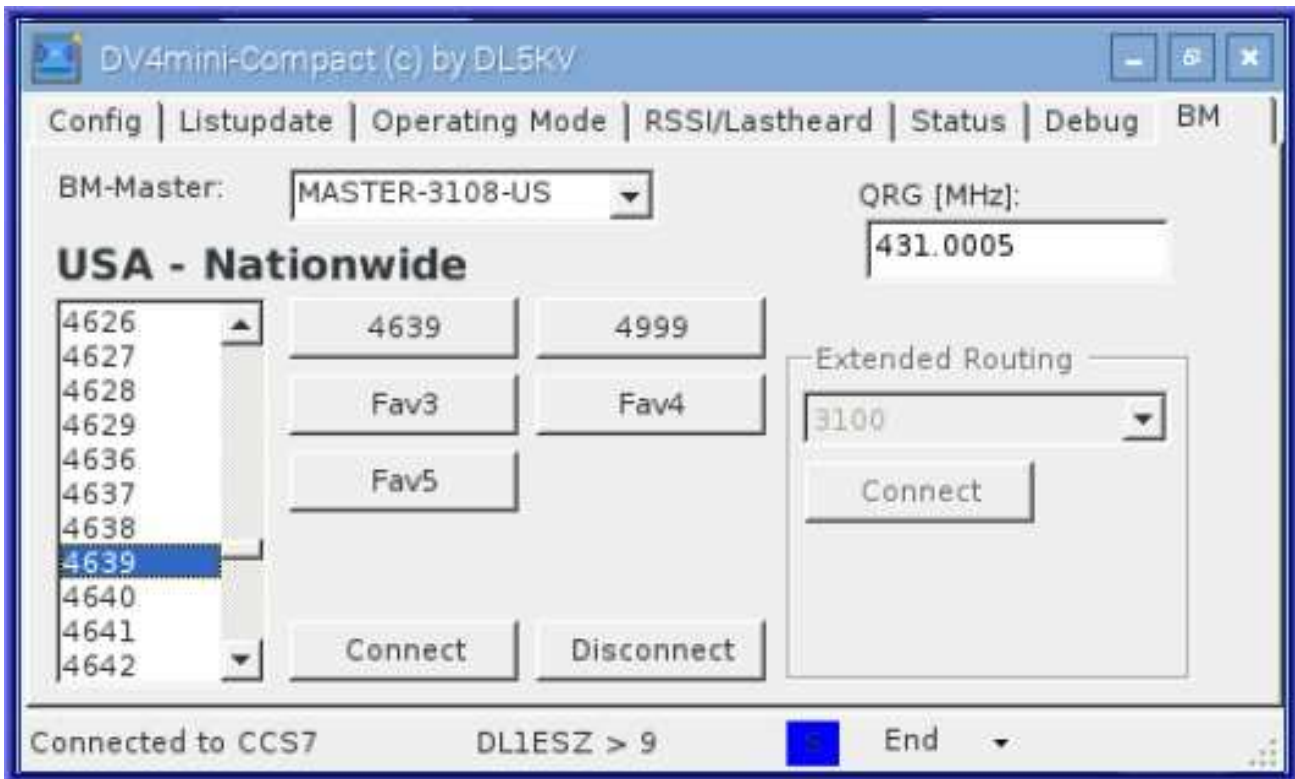 DV4mini-Compact (c) by DL5KV
Config | Listupdate | Operating Mode | RSSI/Lastheard | Status | Debug BM
BM-Master: MASTER-3108-US
QRG [MHz]:
431.0005
USA - Nationwide
4626
4627
4628
4629
4636
4637
4638
4639
4640
4641
4642
4639 4999
Fav3 Fav4
Fav5
Connect Disconnect
Extended Routing
3100
Connect
Connected to CCS7 DL1ESZ > 9 End